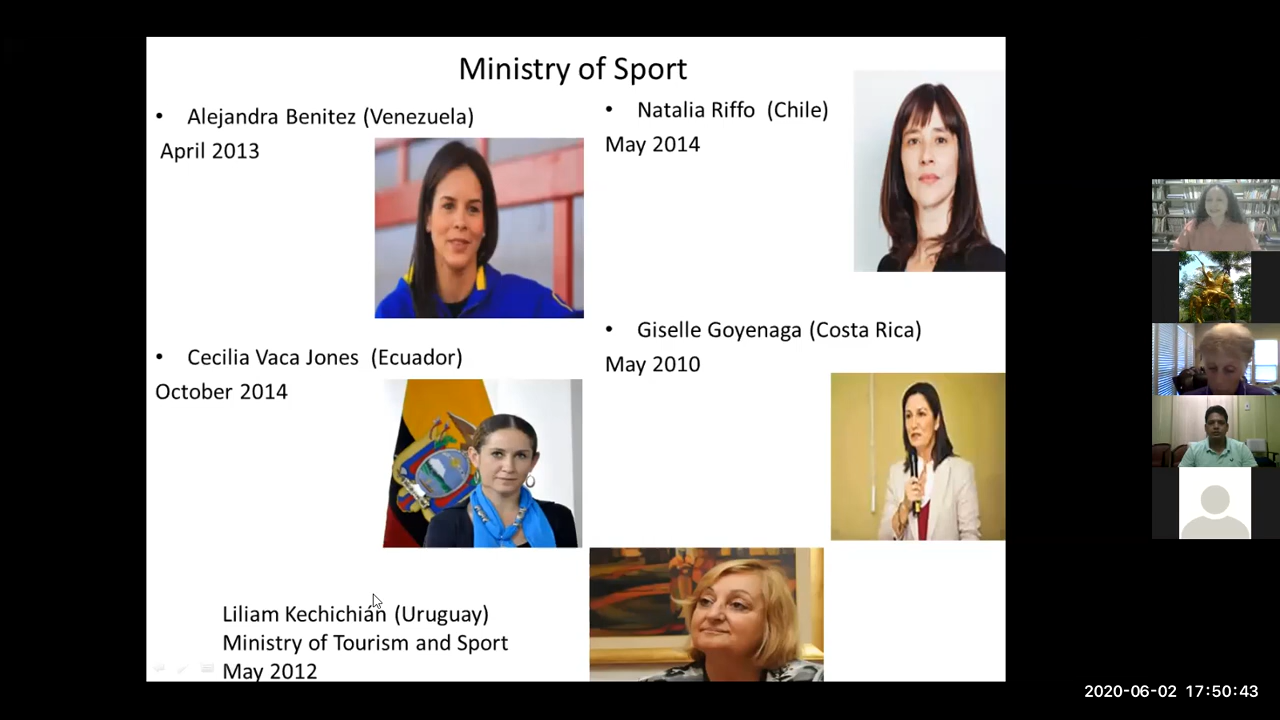 Ministry of Sport
• Alejandra Benitez (Venezuela)
April 2013
• Natalia Riffo (Chile)
May 2014
• Cecilia Vaca Jones (Ecuador)
October 2014
• Giselle Goyenaga (Costa Rica)
May 2010
Liliam Kechichián (Uruguay)
Ministry of Tourism and Sport
May 2012
2020-06-02 17:50:43